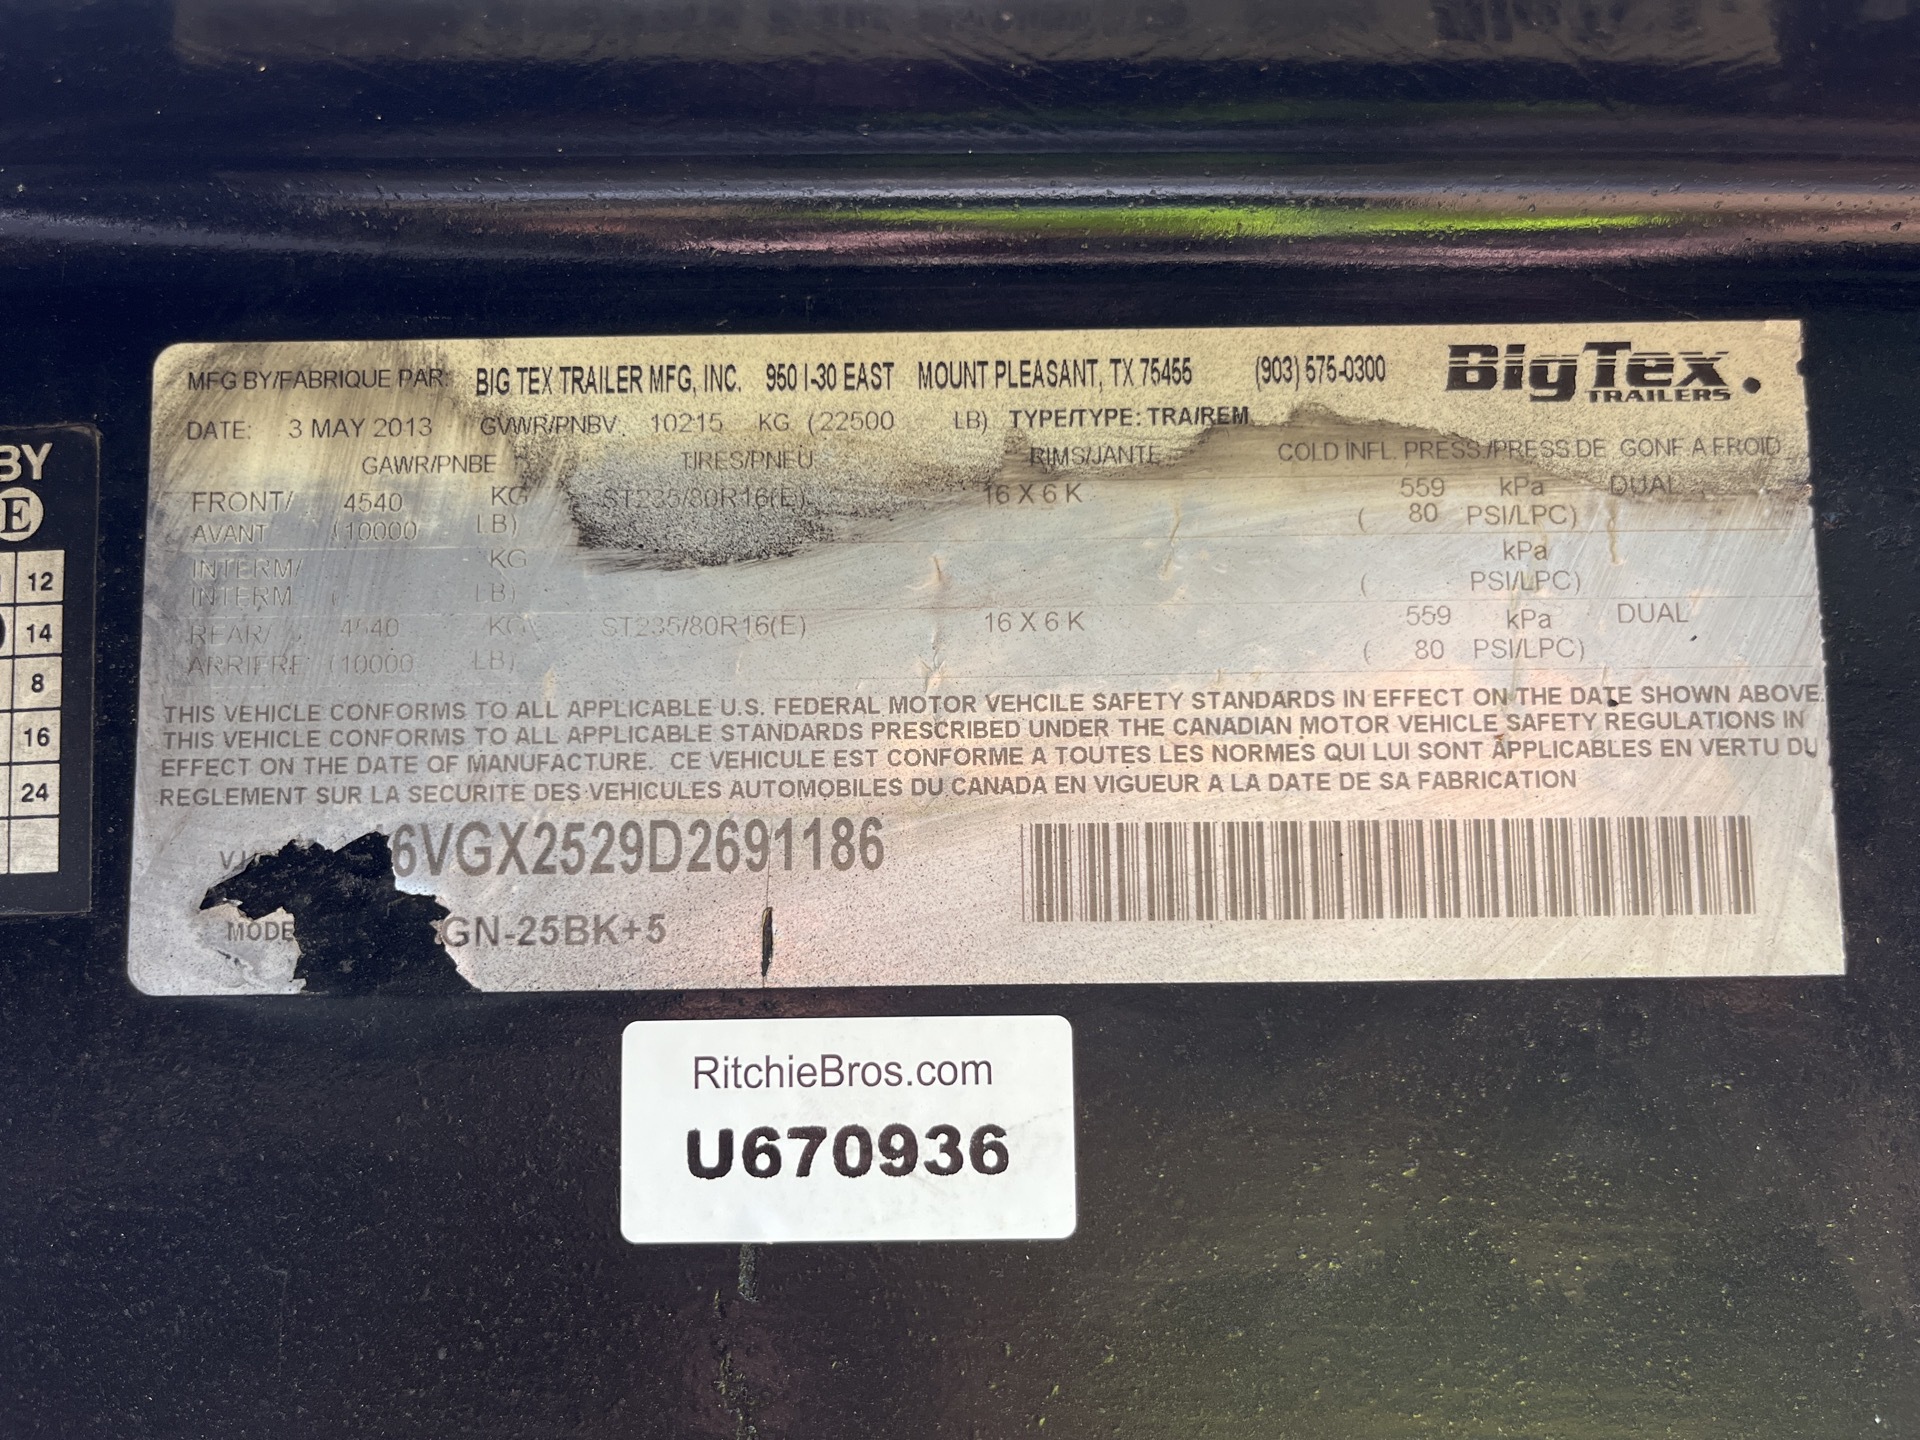 MFG BY/FABRIQUE PAR: BIG TEX TRAILER MFG, INC. 950 I-30 EAST MOUNT PLEASANT, TX 75455 (903) 575-0300 BigTex TRAILERS
DATE: 3 MAY 2013 GVWR/PNBV: 10215 KG (22500 LB) TYPE/TYPE: TRA/REM
GAWR/PNBE TIRES/PNEU RIMS/JANTE COLD INFL. PRESS./PRESS DE GONF A FROID
FRONT/ 4540 KG ST235/80R16(E) 16 X 6 K 559 kPa DUAL
AVANT (10000 LB) ( 80 PSI/LPC)
INTERM/ KG kPa
INTERM ( LB) ( PSI/LPC)
REAR/ 4540 KG ST235/80R16(E) 16 X 6 K 559 kPa DUAL
ARRIERE (10000 LB) ( 80 PSI/LPC)
THIS VEHICLE CONFORMS TO ALL APPLICABLE U.S. FEDERAL MOTOR VEHCILE SAFETY STANDARDS IN EFFECT ON THE DATE SHOWN ABOVE.
THIS VEHICLE CONFORMS TO ALL APPLICABLE STANDARDS PRESCRIBED UNDER THE CANADIAN MOTOR VEHICLE SAFETY REGULATIONS IN
EFFECT ON THE DATE OF MANUFACTURE. CE VEHICULE EST CONFORME A TOUTES LES NORMES QUI LUI SONT APPLICABLES EN VERTU DU
REGLEMENT SUR LA SECURITE DES VEHICULES AUTOMOBILES DU CANADA EN VIGUEUR A LA DATE DE SA FABRICATION
6VGX2529D2691186
MODE GN-25BK+5
RitchieBros.com
U670936
BY
E
12
14
8
16
24